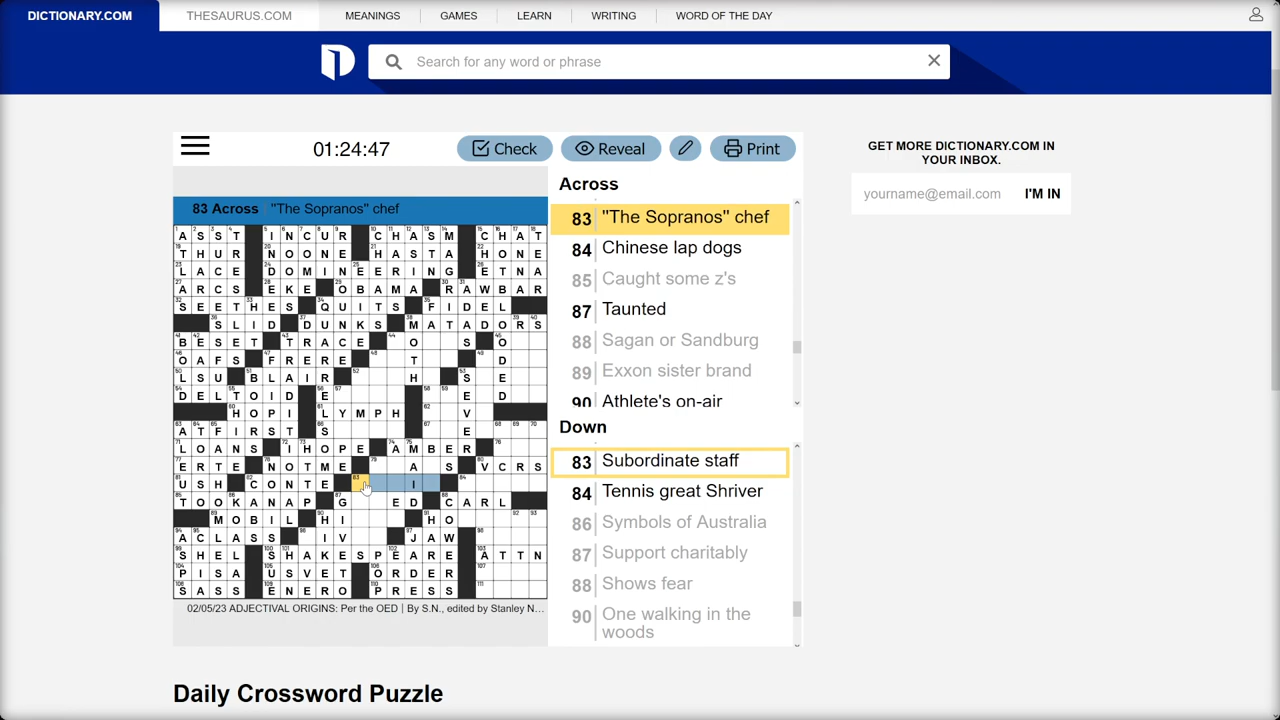 DICTIONARY.COM
THESAURUS.COM
MEANINGS
GAMES
LEARN
WRITING
WORD OF THE DAY
Search for any word or phrase
01:24:47
Check
Reveal
Print
83 Across "The Sopranos" chef
Across
83 "The Sopranos" chef
84 Chinese lap dogs
85 Caught some z's
87 Taunted
88 Sagan or Sandburg
89 Exxon sister brand
90 Athlete's on-air
Down
83 Subordinate staff
84 Tennis great Shriver
86 Symbols of Australia
87 Support charitably
88 Shows fear
90 One walking in the
woods
GET MORE DICTIONARY.COM IN
YOUR INBOX.
yourname@email.com
I'M IN
A S S T I N C U R C H A S M C H A T
T H U R N O O N E H A S T A H O N E
L A C E D O M I N E E R I N G E T N A
A R C S E K E O B A M A R A W B A R
S E E T H E S Q U I T S F I D E L
S L I D D U N K S M A T A D O R S
B E S E T T R A C E O S O
O A F S F R E R E T D
L S U B L A I R H S E
D E L T O I D E E D
H O P I L Y M P H V
A T F I R S T S E
L O A N S I H O P E A M B E R
E R T E N O T M E A S V C R S
U S H C O N T E I
T O O K A N A P G E D C A R L
M O B I L H I H O
A C L A S S I V J A W
S H E L S H A K E S P E A R E A T T N
P I S A U S V E T O R D E R
S A S S E N E R O P R E S S
02/05/23 ADJECTIVAL ORIGINS: Per the OED | By S.N., edited by Stanley N...
Daily Crossword Puzzle